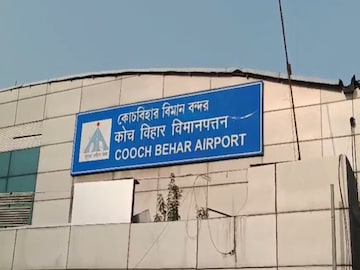 কোচবিহার বিমান বন্দর
कोच विहार विमानपत्तन
COOCH BEHAR AIRPORT